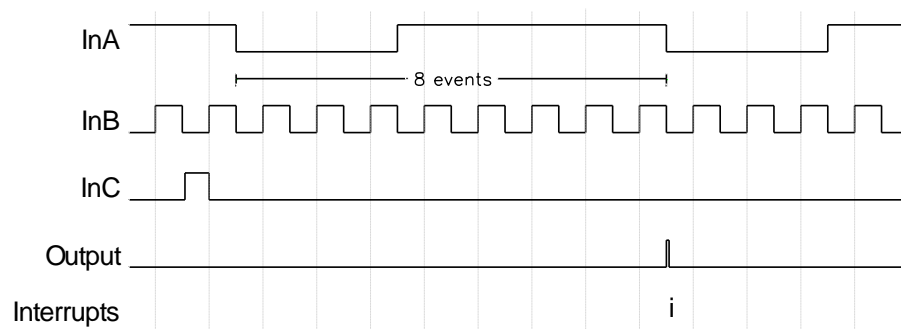 InA
8 events
InB
InC
Output
Interrupts i